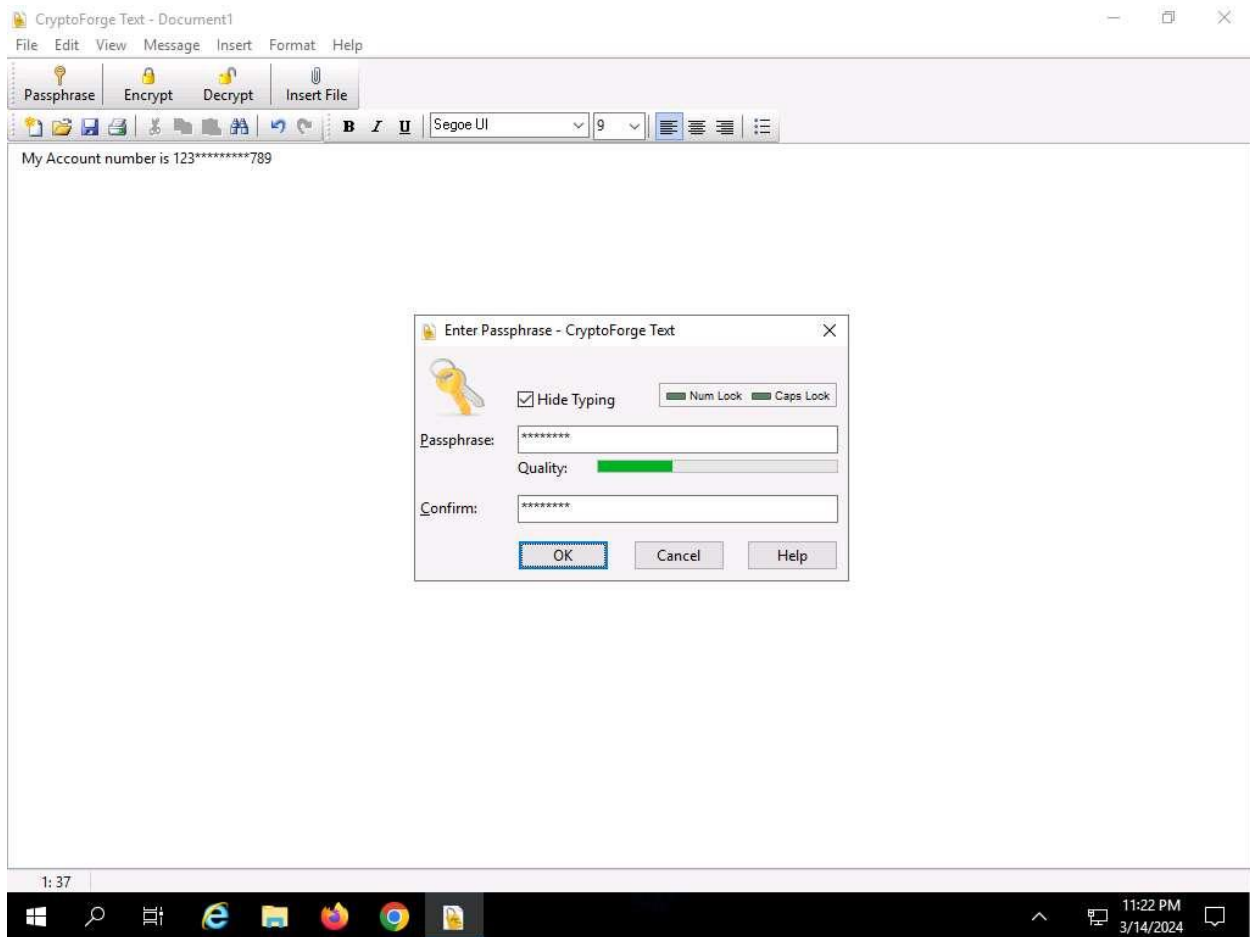 CryptoForge Text - Document1
File Edit View Message Insert Format Help
Passphrase Encrypt Decrypt Insert File
B I U Segoe UI 9
My Account number is 123*********789
Enter Passphrase - CryptoForge Text
Hide Typing Num Lock Caps Lock
Passphrase: ********
Quality:
Confirm: ********
OK Cancel Help
1: 37
11:22 PM
3/14/2024